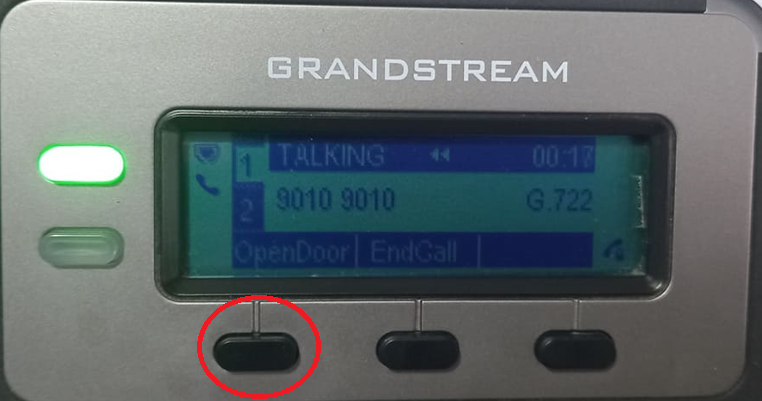 GRANDSTREAM
1 TALKING 00:17
2 9010 9010 G.722
OpenDoor EndCall